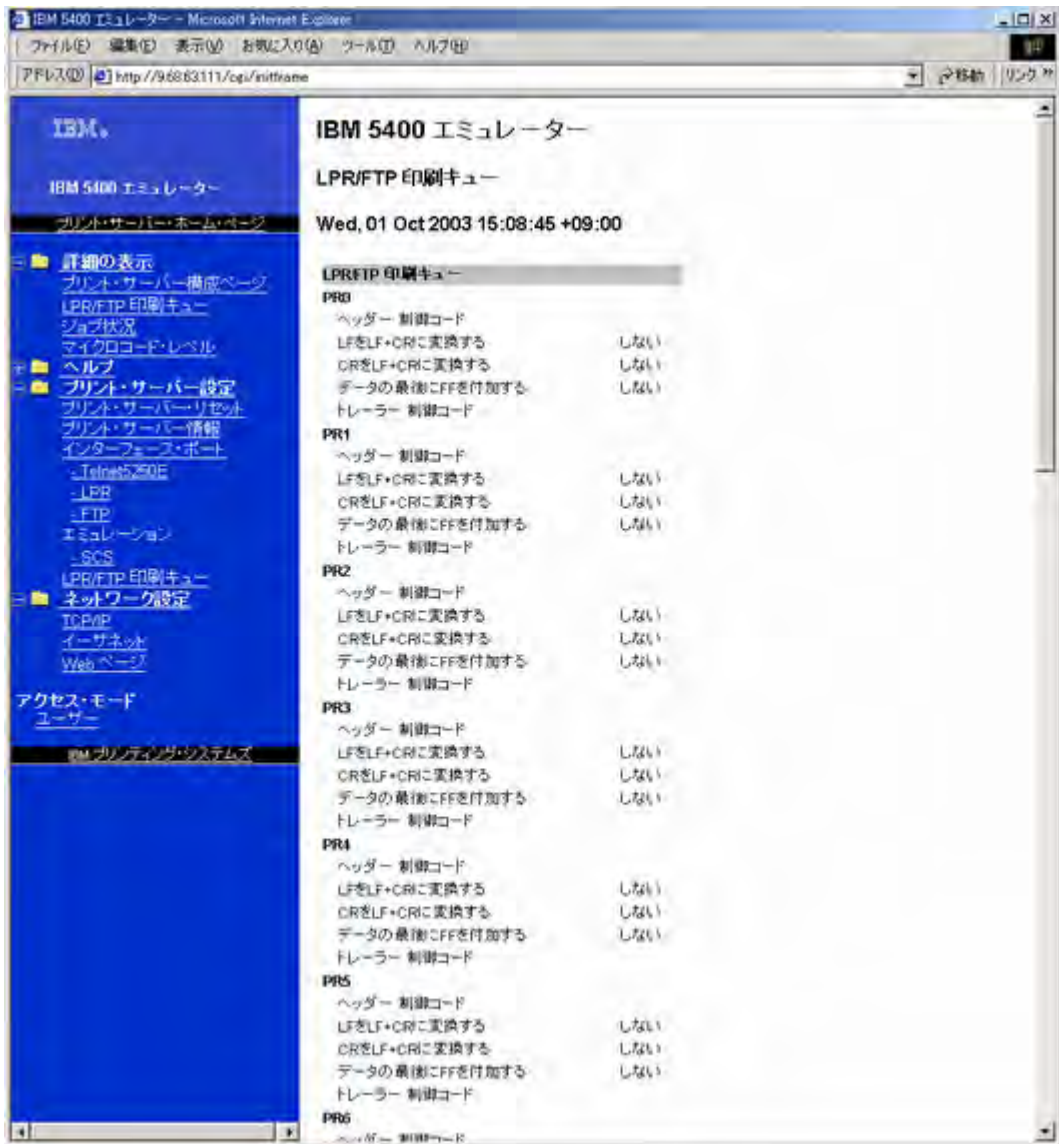 IBM 5400 エミュレーター - Microsoft Internet Explorer
ファイル(F) 編集(E) 表示(V) お気に入り(A) ツール(T) ヘルプ(H)
アドレス(D) http://9.68.63.111/cgi/initframe 移動 リンク »
IBM.
IBM 5400 エミュレーター
プリント・サーバー・ホーム・ページ
詳細の表示
プリント・サーバー構成ページ
LPR/FTP 印刷キュー
ジョブ状況
マイクロコード・レベル
ヘルプ
プリント・サーバー設定
プリント・サーバー・リセット
プリント・サーバー情報
インターフェース・ポート
- Telnet5250E
- LPR
- FTP
エミュレーション
- SCS
LPR/FTP 印刷キュー
ネットワーク設定
TCP/IP
イーサネット
Web ページ
アクセス・モード
ユーザー
IBM プリンティング・システムズ
IBM 5400 エミュレーター
LPR/FTP 印刷キュー
Wed, 01 Oct 2003 15:08:45 +09:00
LPR/FTP 印刷キュー
PR0
ヘッダー 制御コード
LFをLF+CRに変換する しない
CRをLF+CRに変換する しない
データの最後にFFを付加する しない
トレーラー 制御コード
PR1
ヘッダー 制御コード
LFをLF+CRに変換する しない
CRをLF+CRに変換する しない
データの最後にFFを付加する しない
トレーラー 制御コード
PR2
ヘッダー 制御コード
LFをLF+CRに変換する しない
CRをLF+CRに変換する しない
データの最後にFFを付加する しない
トレーラー 制御コード
PR3
ヘッダー 制御コード
LFをLF+CRに変換する しない
CRをLF+CRに変換する しない
データの最後にFFを付加する しない
トレーラー 制御コード
PR4
ヘッダー 制御コード
LFをLF+CRに変換する しない
CRをLF+CRに変換する しない
データの最後にFFを付加する しない
トレーラー 制御コード
PR5
ヘッダー 制御コード
LFをLF+CRに変換する しない
CRをLF+CRに変換する しない
データの最後にFFを付加する しない
トレーラー 制御コード
PR6
ヘッダー 制御コード